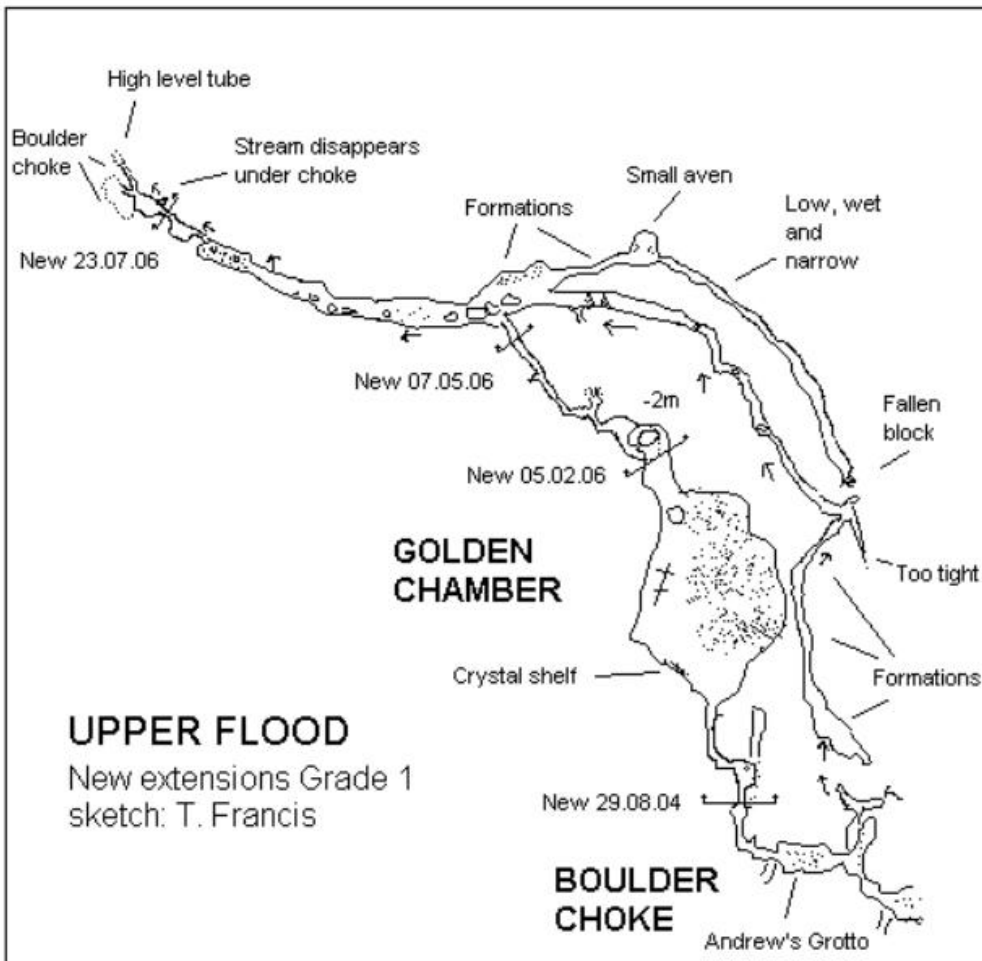 High level tube
Boulder
choke
Stream disappears
under choke
Small aven
Formations
Low, wet
and
narrow
New 23.07.06
New 07.05.06
-2m
Fallen
block
New 05.02.06
GOLDEN
CHAMBER
Too tight
Crystal shelf
Formations
UPPER FLOOD
New extensions Grade 1
sketch: T. Francis
New 29.08.04
BOULDER
CHOKE
Andrew's Grotto